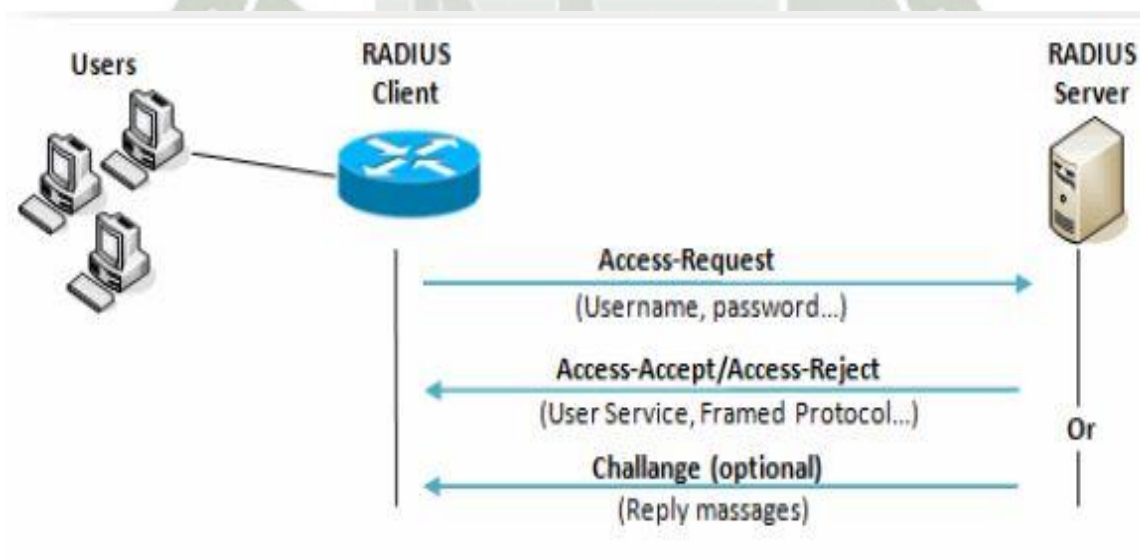 Users
RADIUS
Client
RADIUS
Server
Access-Request
(Username, password...)
Access-Accept/Access-Reject
(User Service, Framed Protocol...)
Or
Challange (optional)
(Reply massages)